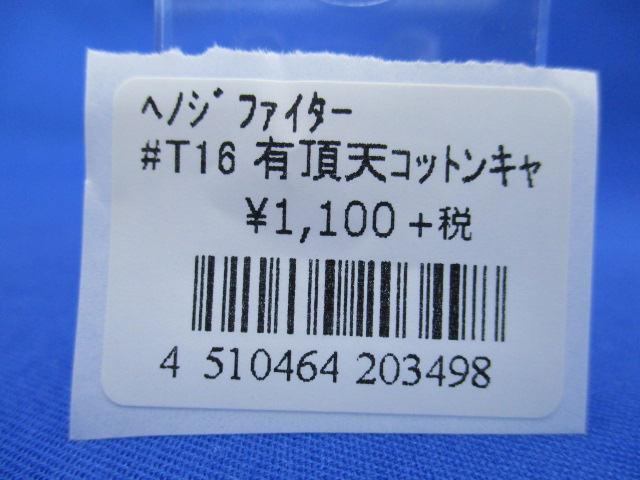 ﾍﾉｼﾞ ﾌｧｲﾀｰ
#T16 有頂天ｺｯﾄﾝｷｬ
¥1,100+税
4 510464 203498